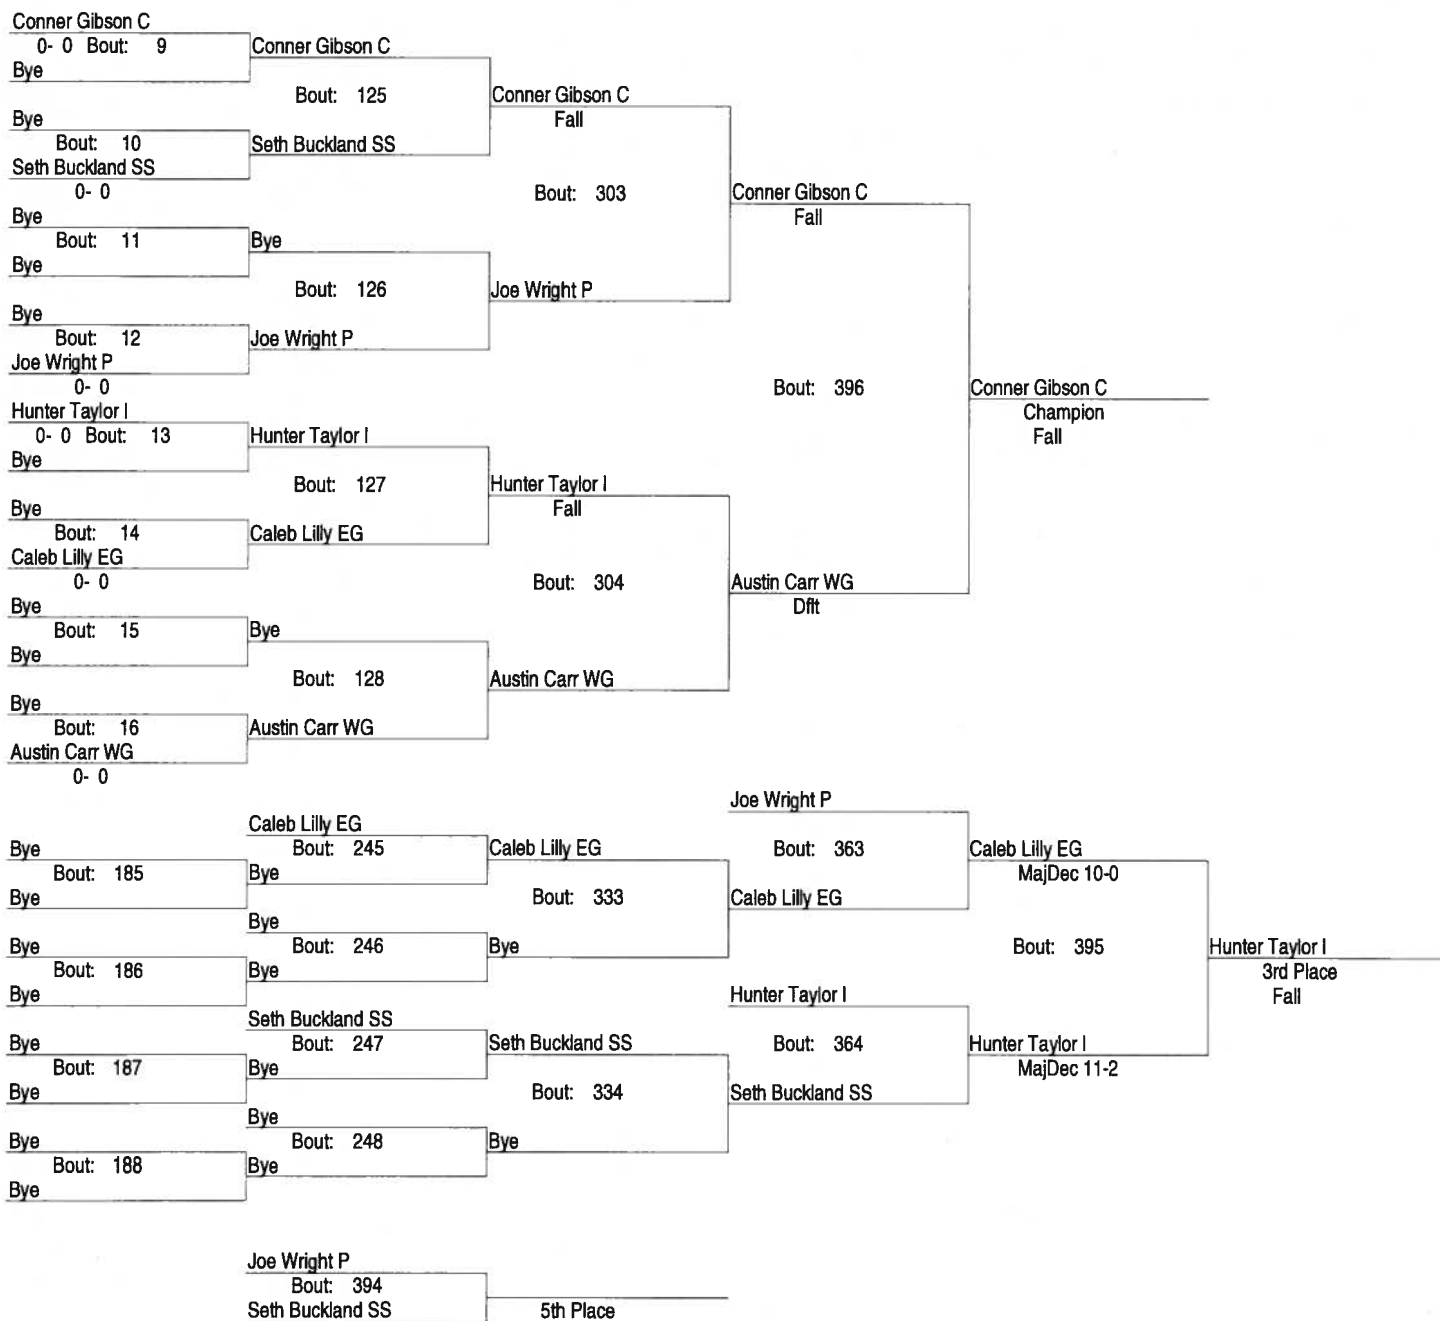 Conner Gibson C
0- 0 Bout: 9
Conner Gibson C
Bye
Bout: 125
Conner Gibson C
Fall
Bye
Bout: 10
Seth Buckland SS
Seth Buckland SS
0- 0
Bout: 303
Conner Gibson C
Fall
Bye
Bout: 11
Bye
Bye
Bout: 126
Joe Wright P
Bye
Bout: 12
Joe Wright P
Joe Wright P
0- 0
Bout: 396
Conner Gibson C
Champion
Fall
Hunter Taylor I
0- 0 Bout: 13
Hunter Taylor I
Bye
Bout: 127
Hunter Taylor I
Fall
Bye
Bout: 14
Caleb Lilly EG
Caleb Lilly EG
0- 0
Bout: 304
Austin Carr WG
Dflt
Bye
Bout: 15
Bye
Bye
Bout: 128
Austin Carr WG
Bye
Bout: 16
Austin Carr WG
Austin Carr WG
0- 0
Joe Wright P
Caleb Lilly EG
Bye
Bout: 245
Caleb Lilly EG
Bout: 363
Caleb Lilly EG
Bout: 185
Bye
MajDec 10-0
Bye
Bout: 333
Caleb Lilly EG
Bye
Bye
Bout: 246
Bye
Bout: 395
Hunter Taylor I
Bout: 186
Bye
3rd Place
Bye
Hunter Taylor I
Fall
Seth Buckland SS
Bye
Bout: 247
Seth Buckland SS
Bout: 364
Hunter Taylor I
Bout: 187
Bye
MajDec 11-2
Bye
Bout: 334
Seth Buckland SS
Bye
Bye
Bout: 248
Bye
Bout: 188
Bye
Bye
Joe Wright P
Bout: 394
Seth Buckland SS
5th Place